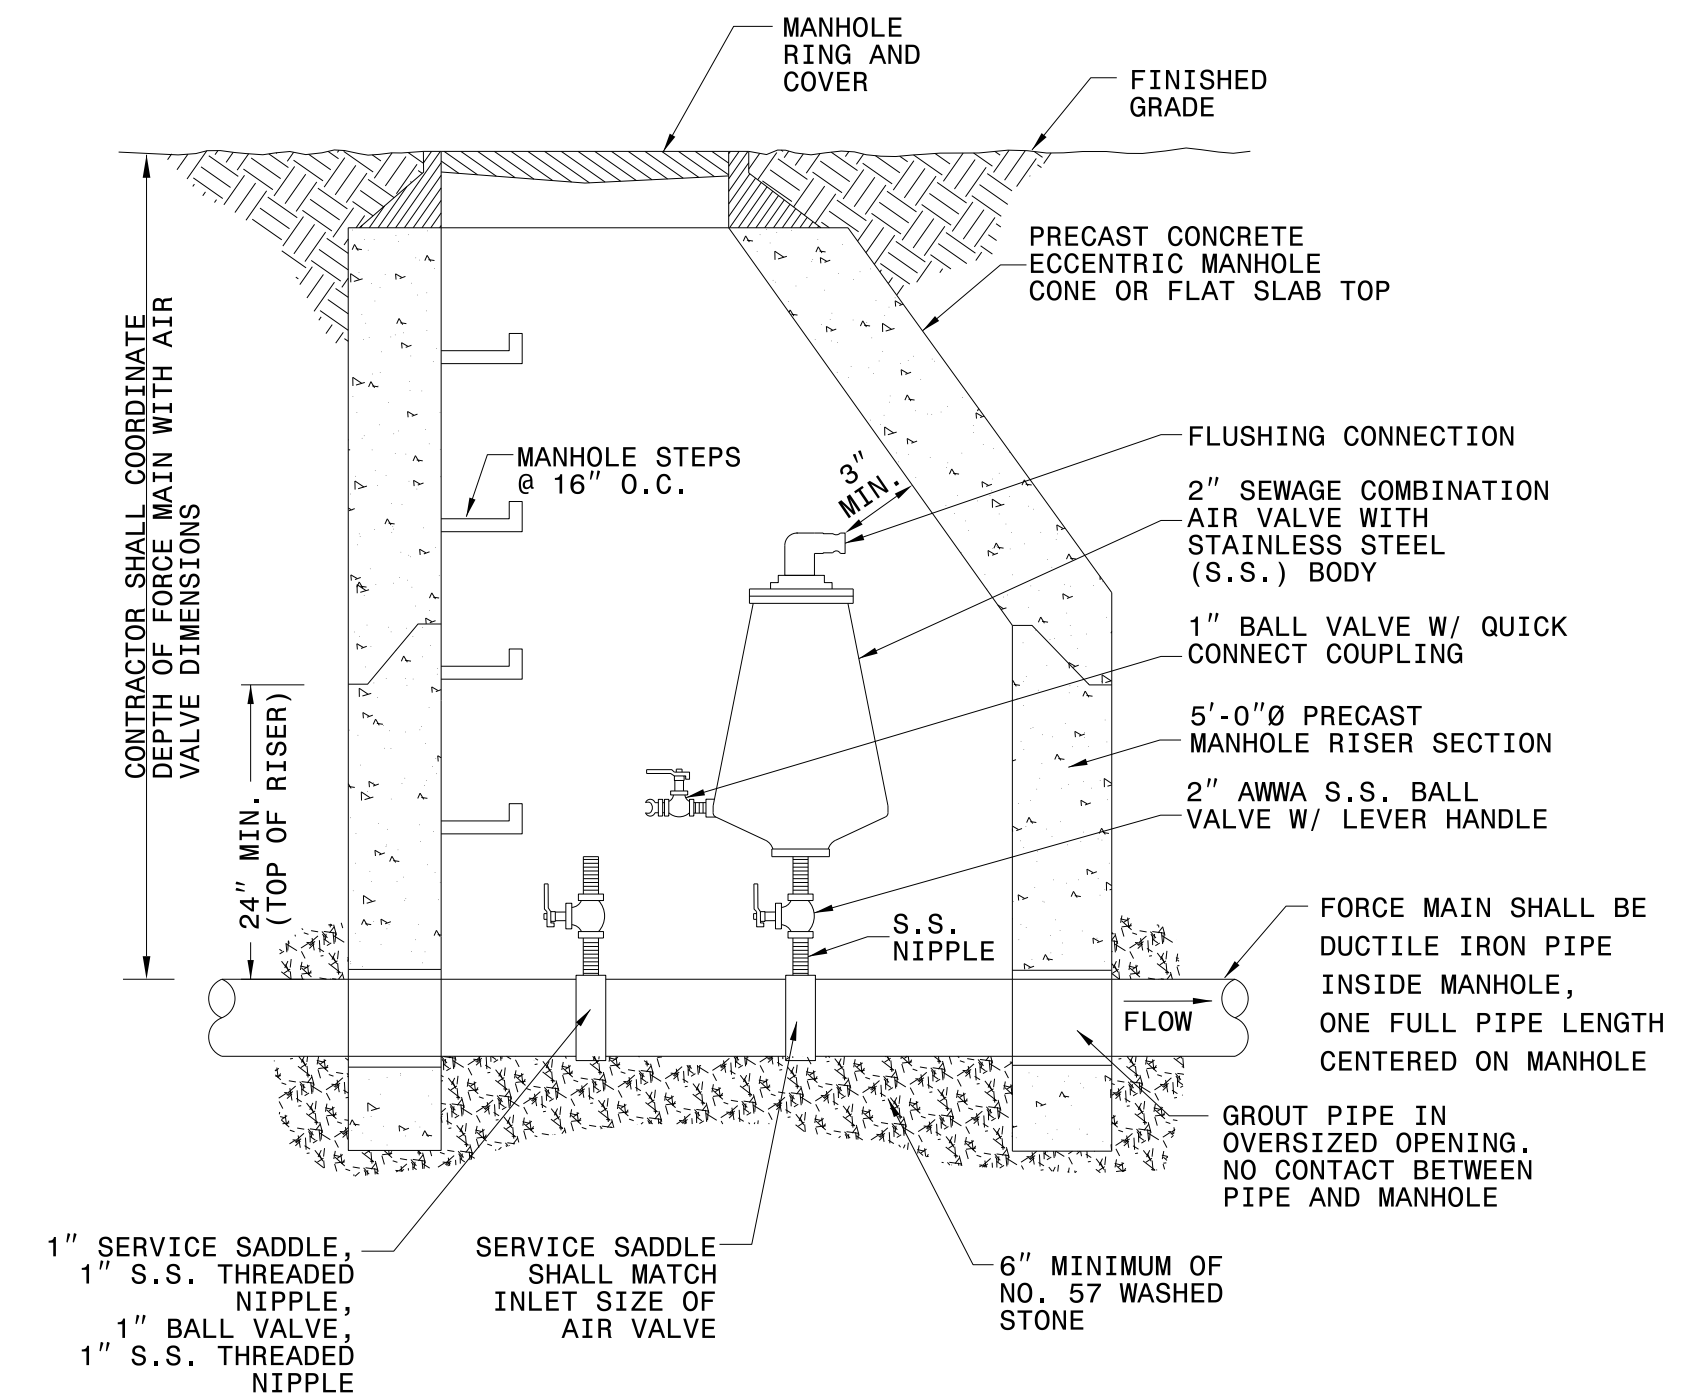 MANHOLE
RING AND
COVER
FINISHED
GRADE
PRECAST CONCRETE
ECCENTRIC MANHOLE
CONE OR FLAT SLAB TOP
CONTRACTOR SHALL COORDINATE
DEPTH OF FORCE MAIN WITH AIR
VALVE DIMENSIONS
MANHOLE STEPS
@ 16" O.C.
3"
MIN.
FLUSHING CONNECTION
2" SEWAGE COMBINATION
AIR VALVE WITH
STAINLESS STEEL
(S.S.) BODY
1" BALL VALVE W/ QUICK
CONNECT COUPLING
5'-0"Ø PRECAST
MANHOLE RISER SECTION
2" AWWA S.S. BALL
VALVE W/ LEVER HANDLE
24" MIN.
(TOP OF RISER)
S.S.
NIPPLE
FORCE MAIN SHALL BE
DUCTILE IRON PIPE
INSIDE MANHOLE,
ONE FULL PIPE LENGTH
CENTERED ON MANHOLE
FLOW
GROUT PIPE IN
OVERSIZED OPENING.
NO CONTACT BETWEEN
PIPE AND MANHOLE
1" SERVICE SADDLE,
1" S.S. THREADED
NIPPLE,
1" BALL VALVE,
1" S.S. THREADED
NIPPLE
SERVICE SADDLE
SHALL MATCH
INLET SIZE OF
AIR VALVE
6" MINIMUM OF
NO. 57 WASHED
STONE